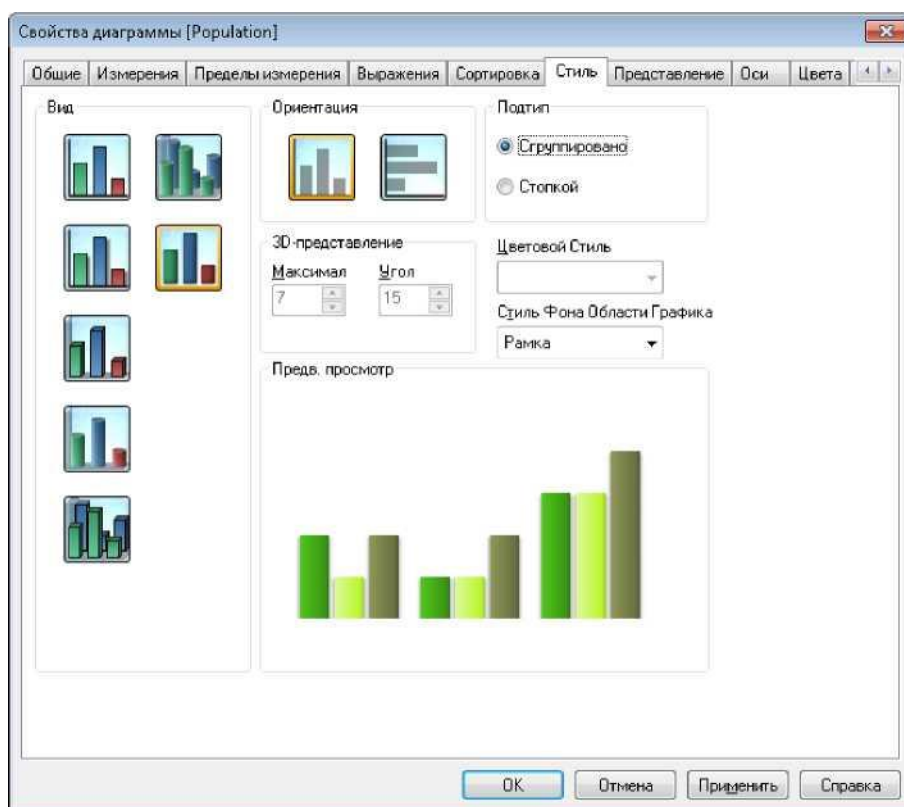 Свойства диаграммы [Population]
Общие Измерения Пределы измерения Выражения Сортировка Стиль Представление Оси Цвета
Вид
Ориентация
Подтип
Сгруппировано
Стопкой
3D-представление
Максимал Угол
7 15
Цветовой Стиль
Стиль Фона Области Графика
Рамка
Предв. просмотр
OK Отмена Применить Справка